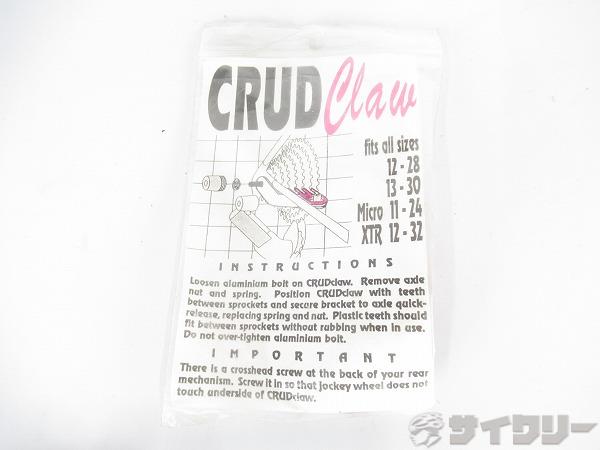 CRUD Claw
fits all sizes
12 - 28
13 - 30
Micro 11 - 24
XTR 12 - 32
INSTRUCTIONS
Loosen aluminium bolt on CRUDclaw. Remove axle
nut and spring. Position CRUDclaw with teeth
between sprockets and secure bracket to axle quick-
release, replacing spring and nut. Plastic teeth should
fit between sprockets without rubbing when in use.
Do not over-tighten aluminium bolt.
IMPORTANT
There is a crosshead screw at the back of your rear
mechanism. Screw it in so that jockey wheel does not
touch underside of CRUDclaw.
サイクリー